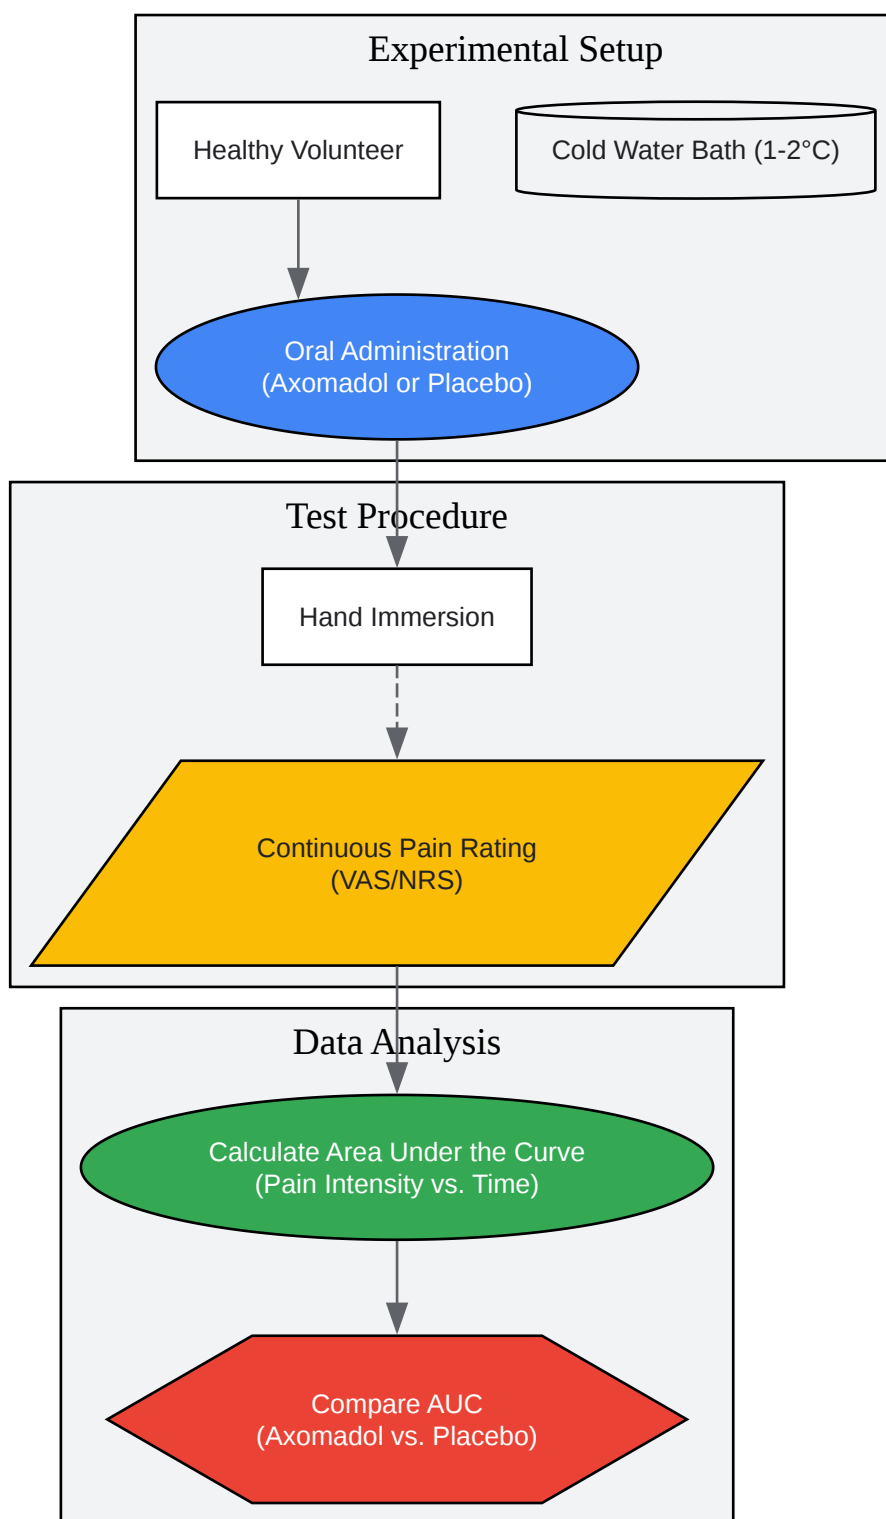 Experimental Setup
Healthy Volunteer
Cold Water Bath (1-2°C)
Oral Administration
(Axomadol or Placebo)
Test Procedure
Hand Immersion
Continuous Pain Rating
(VAS/NRS)
Data Analysis
Calculate Area Under the Curve
(Pain Intensity vs. Time)
Compare AUC
(Axomadol vs. Placebo)